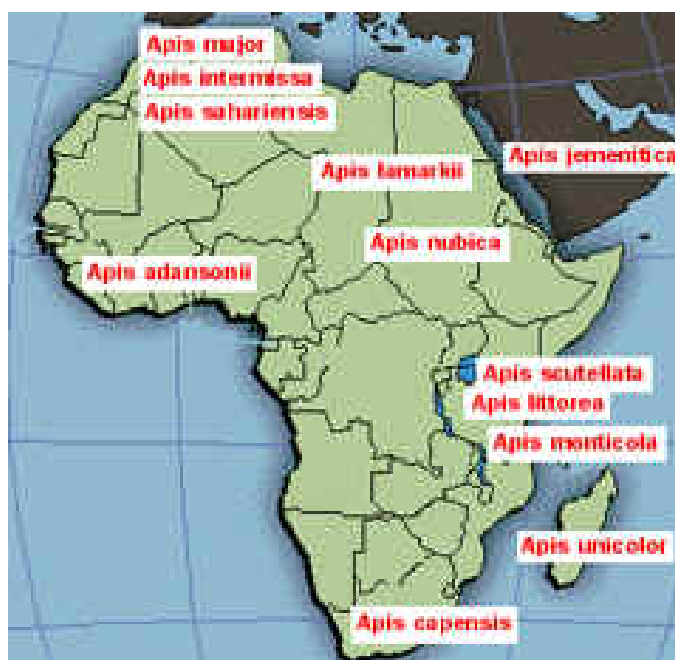 Apis major
Apis intermissa
Apis sahariensis
Apis jemenitica
Apis lamarkii
Apis nubica
Apis adansonii
Apis scutellata
Apis littorea
Apis monticola
Apis unicolor
Apis capensis